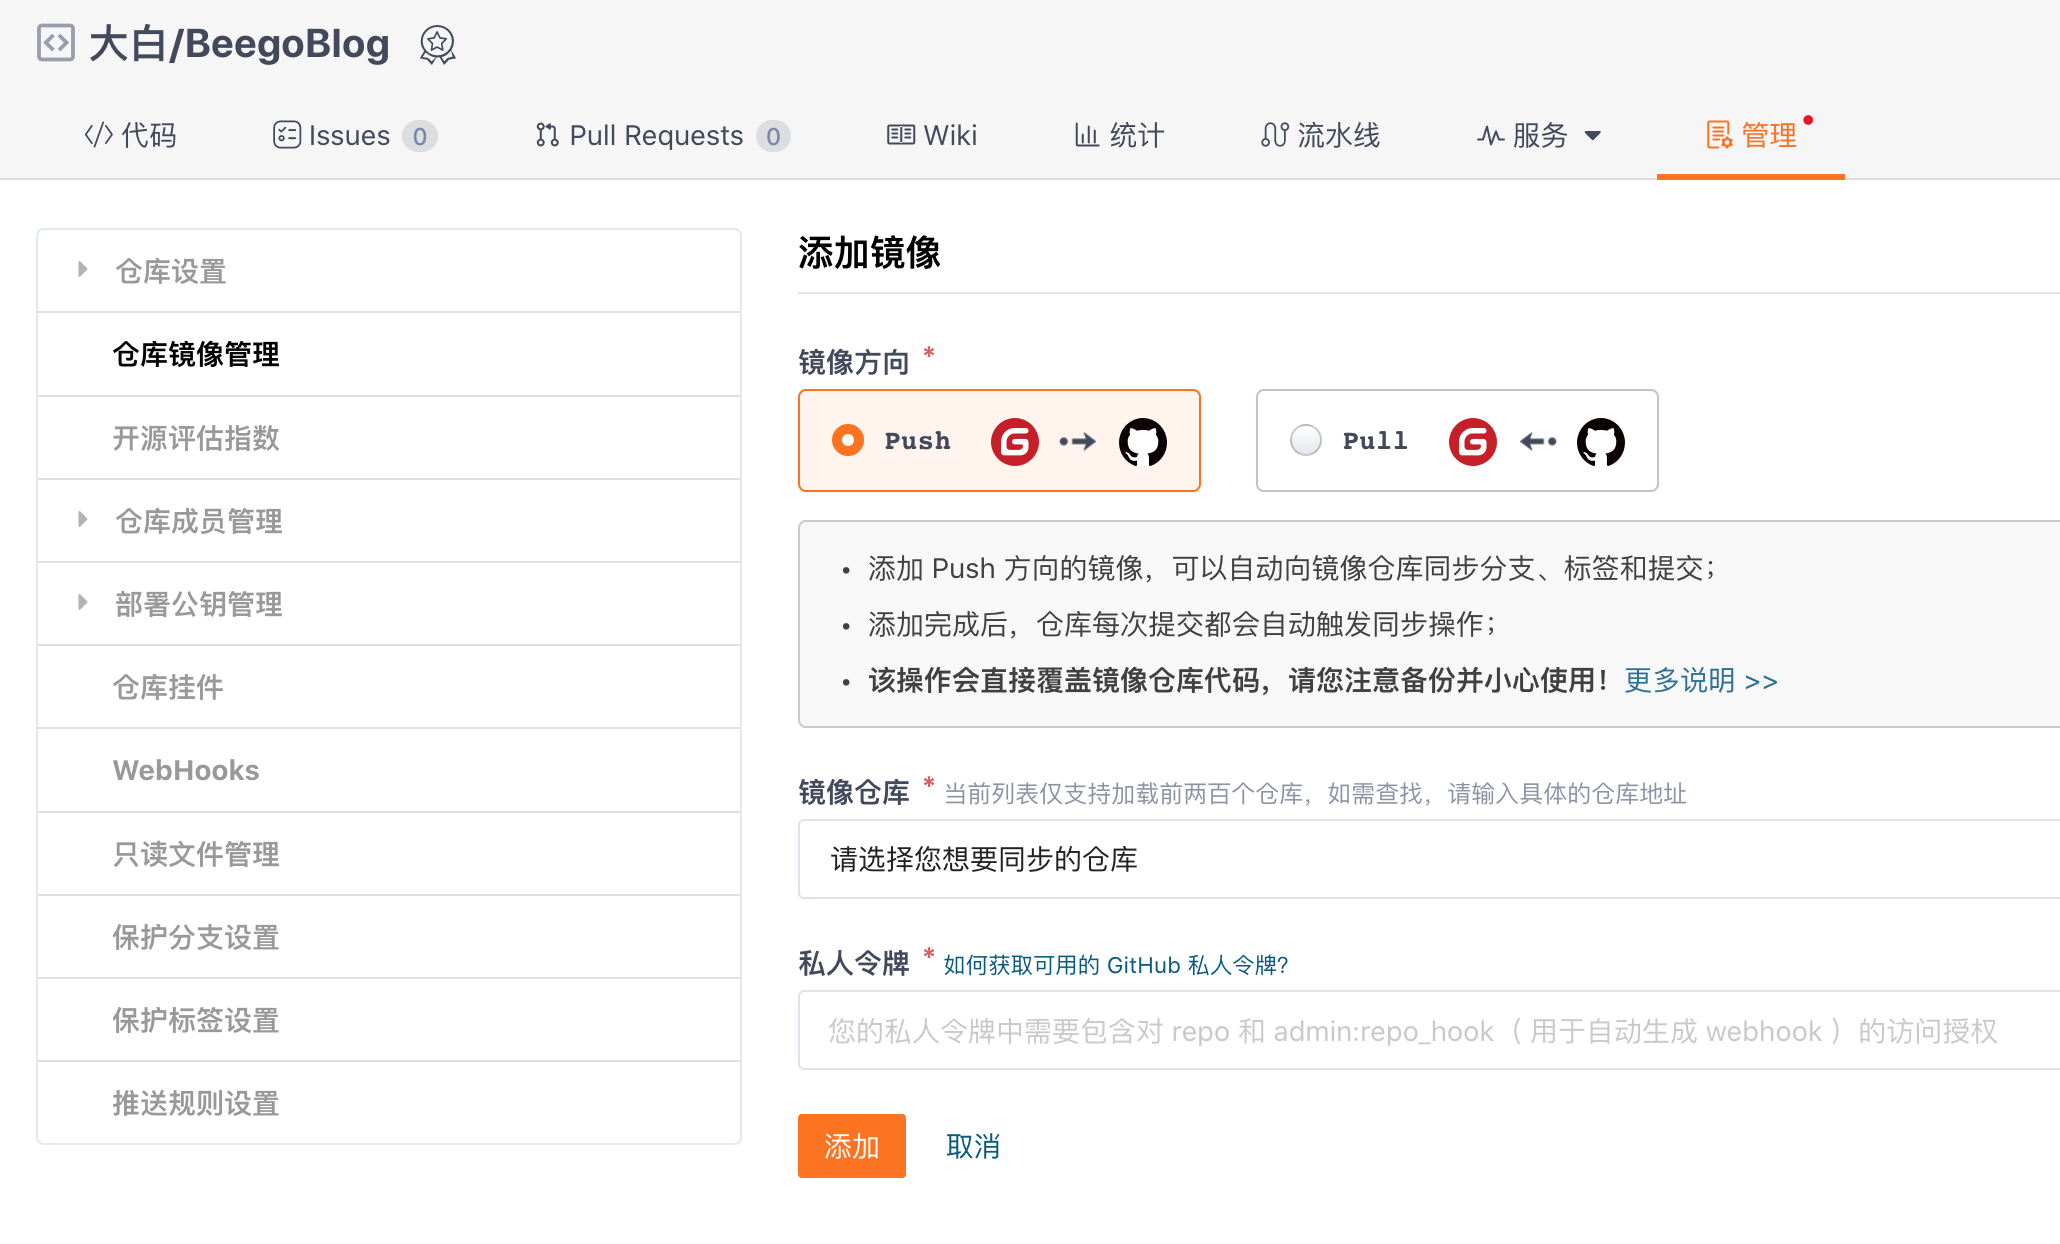 大白/BeegoBlog
代码 Issues 0 Pull Requests 0 Wiki 统计 流水线 服务 管理
仓库设置
仓库镜像管理
开源评估指数
仓库成员管理
部署公钥管理
仓库挂件
WebHooks
只读文件管理
保护分支设置
保护标签设置
推送规则设置
添加镜像
镜像方向 *
Push Pull
• 添加 Push 方向的镜像，可以自动向镜像仓库同步分支、标签和提交；
• 添加完成后，仓库每次提交都会自动触发同步操作；
• 该操作会直接覆盖镜像仓库代码，请您注意备份并小心使用！更多说明 >>
镜像仓库 * 当前列表仅支持加载前两百个仓库，如需查找，请输入具体的仓库地址
请选择您想要同步的仓库
私人令牌 * 如何获取可用的 GitHub 私人令牌?
您的私人令牌中需要包含对 repo 和 admin:repo_hook（ 用于自动生成 webhook ）的访问授权
添加 取消